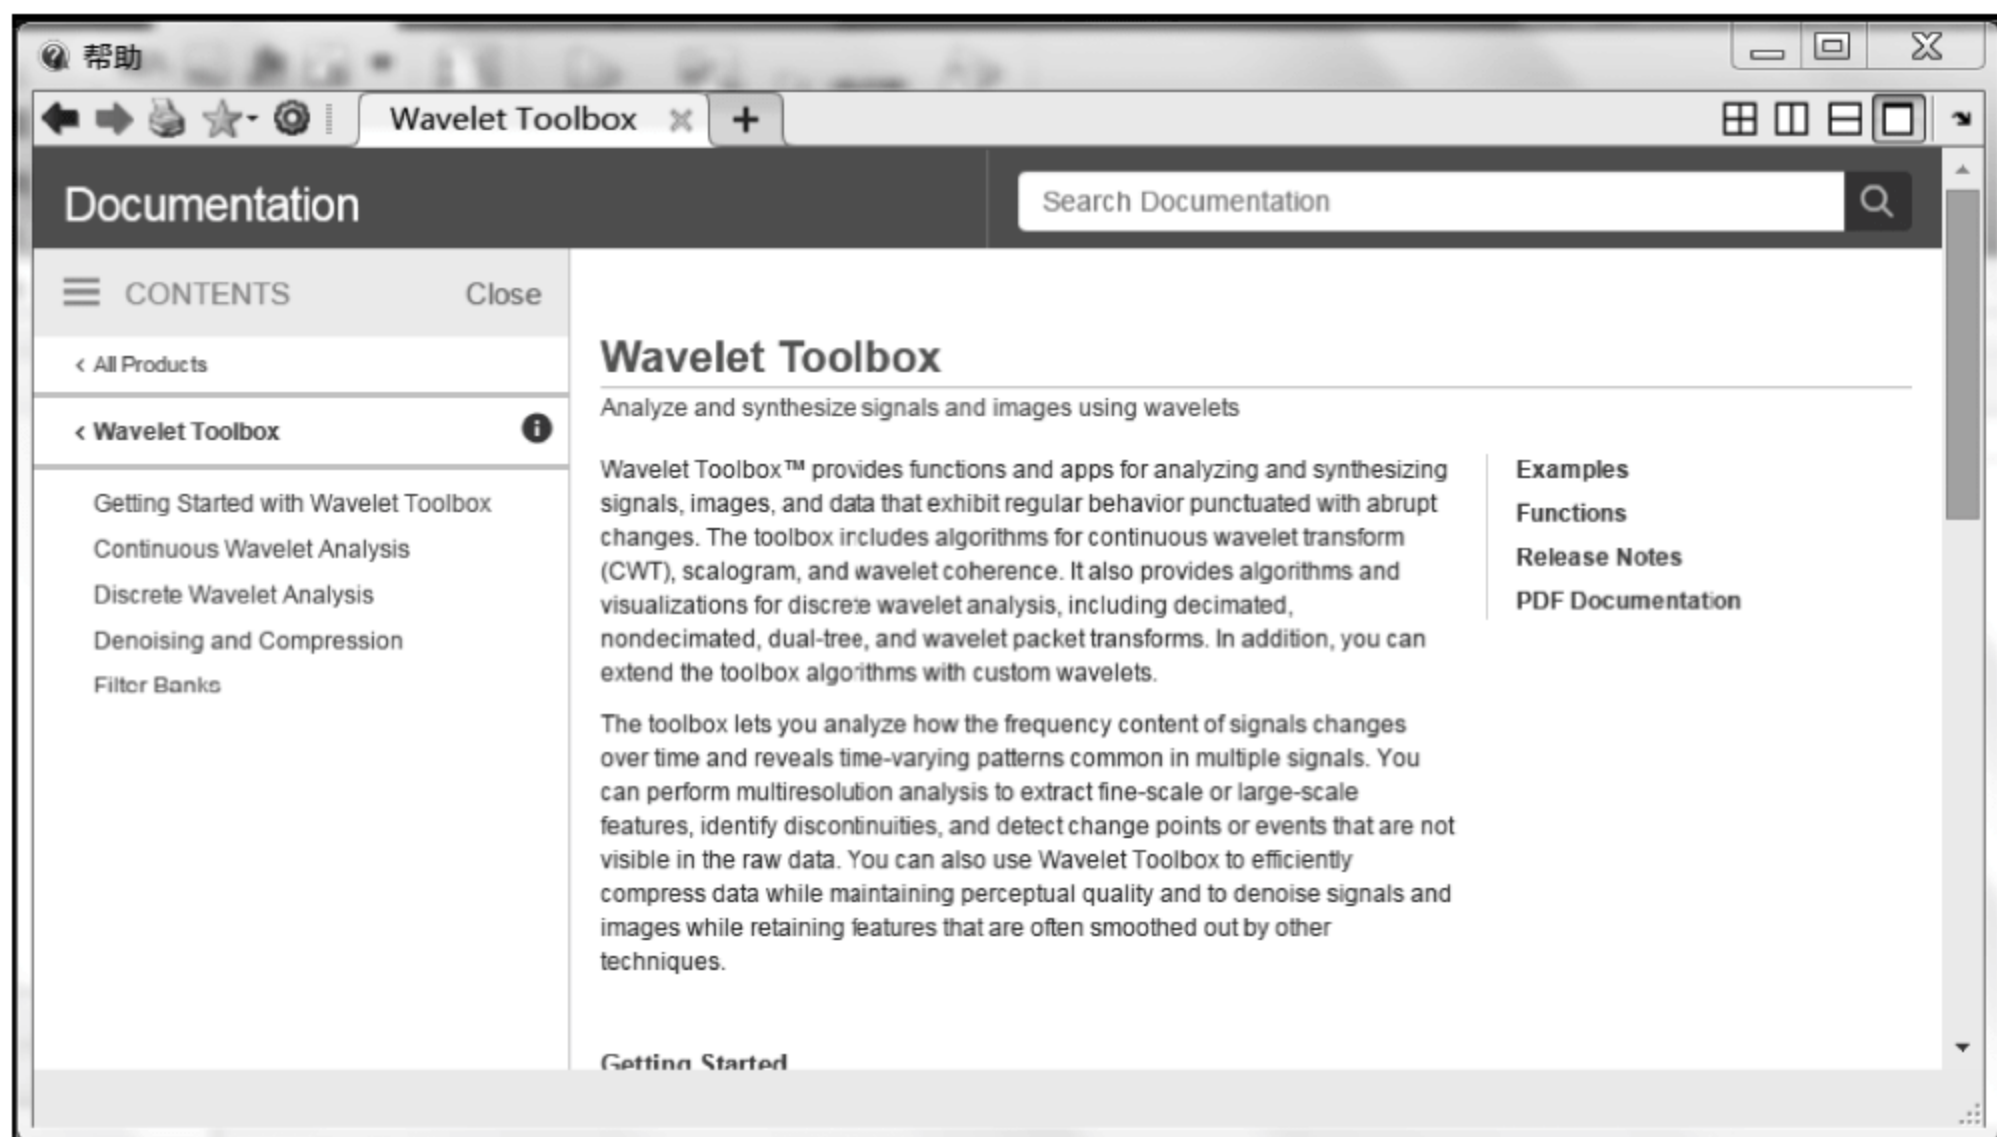 帮助
Wavelet Toolbox
Documentation
Search Documentation
CONTENTS Close
‹ All Products
‹ Wavelet Toolbox
Getting Started with Wavelet Toolbox
Continuous Wavelet Analysis
Discrete Wavelet Analysis
Denoising and Compression
Filter Banks
Wavelet Toolbox
Analyze and synthesize signals and images using wavelets
Wavelet Toolbox™ provides functions and apps for analyzing and synthesizing
signals, images, and data that exhibit regular behavior punctuated with abrupt
changes. The toolbox includes algorithms for continuous wavelet transform
(CWT), scalogram, and wavelet coherence. It also provides algorithms and
visualizations for discrete wavelet analysis, including decimated,
nondecimated, dual-tree, and wavelet packet transforms. In addition, you can
extend the toolbox algorithms with custom wavelets.
The toolbox lets you analyze how the frequency content of signals changes
over time and reveals time-varying patterns common in multiple signals. You
can perform multiresolution analysis to extract fine-scale or large-scale
features, identify discontinuities, and detect change points or events that are not
visible in the raw data. You can also use Wavelet Toolbox to efficiently
compress data while maintaining perceptual quality and to denoise signals and
images while retaining features that are often smoothed out by other
techniques.
Examples
Functions
Release Notes
PDF Documentation
Getting Started